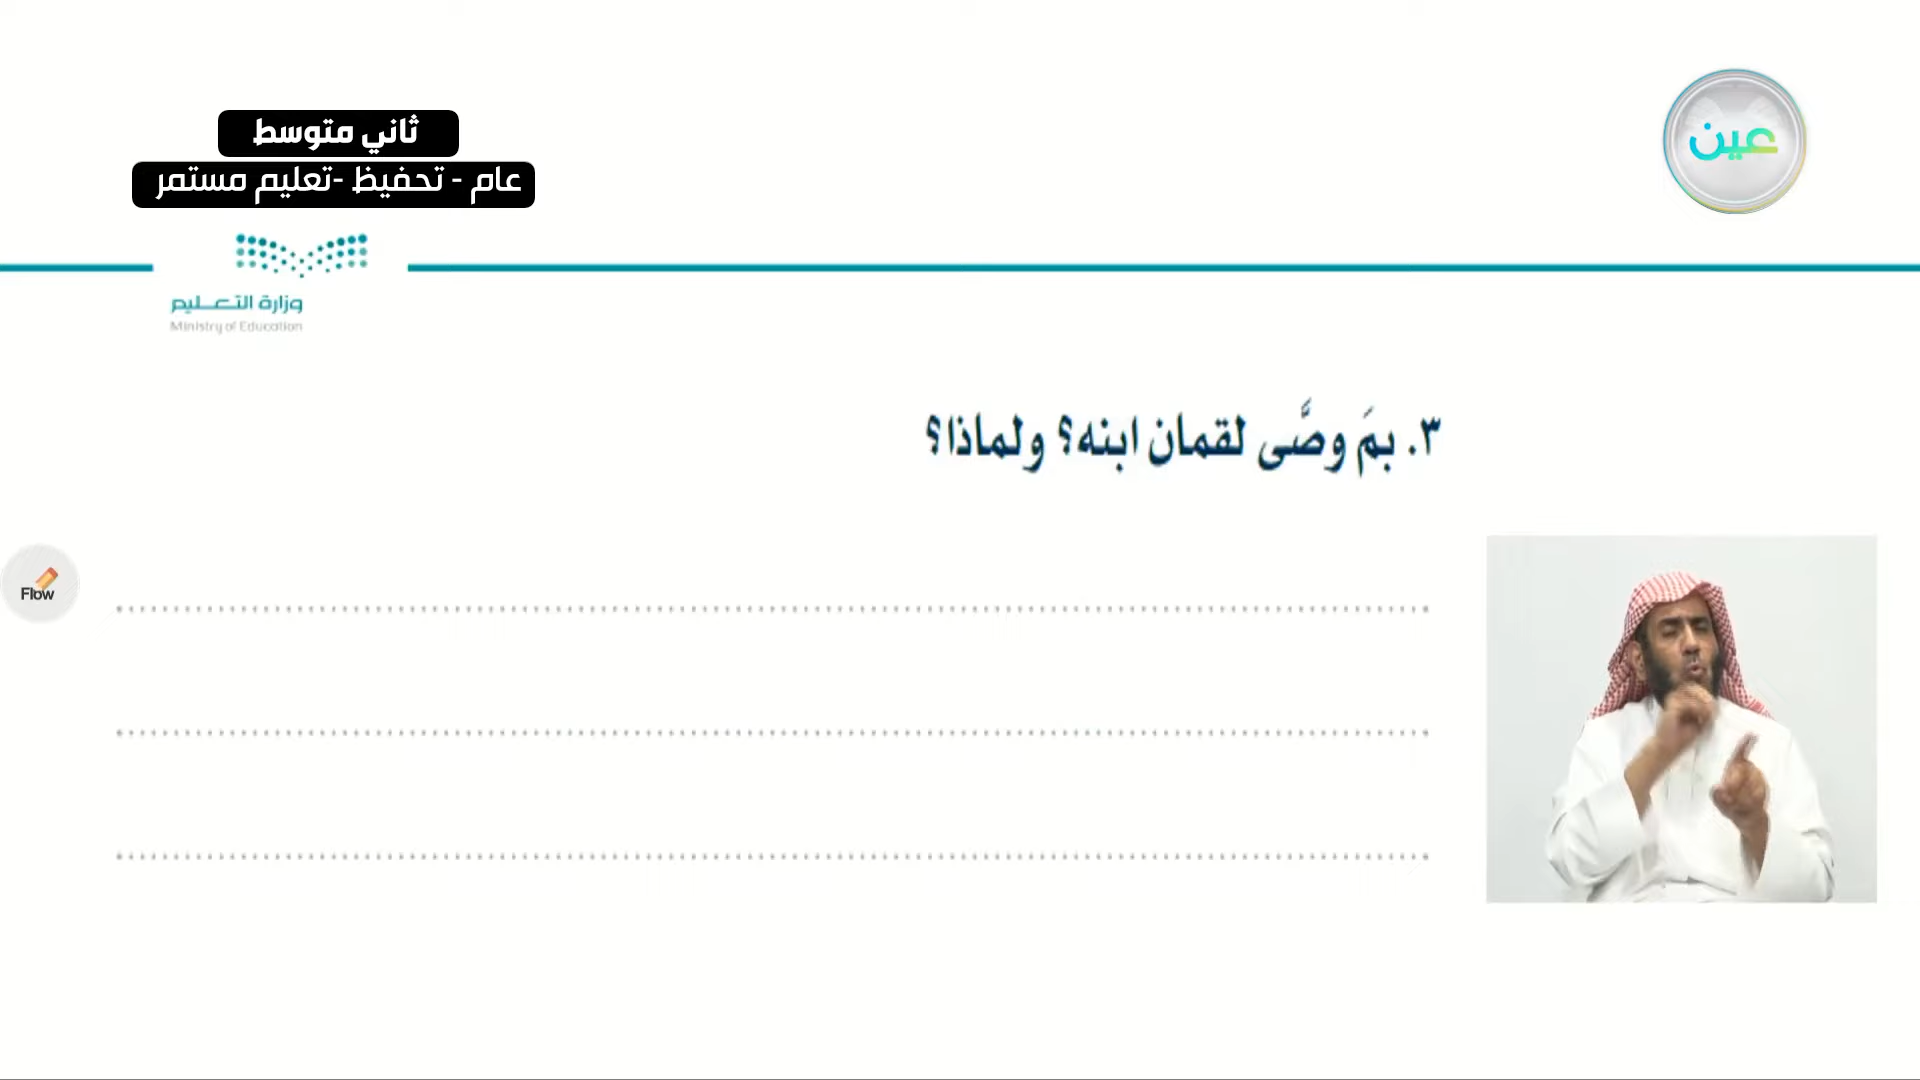 عين
ثاني متوسط
عام - تحفيظ -تعليم مستمر
وزارة التعليم
Ministry of Education
٣. بمَ وصَّى لقمان ابنه؟ ولماذا؟
Flow